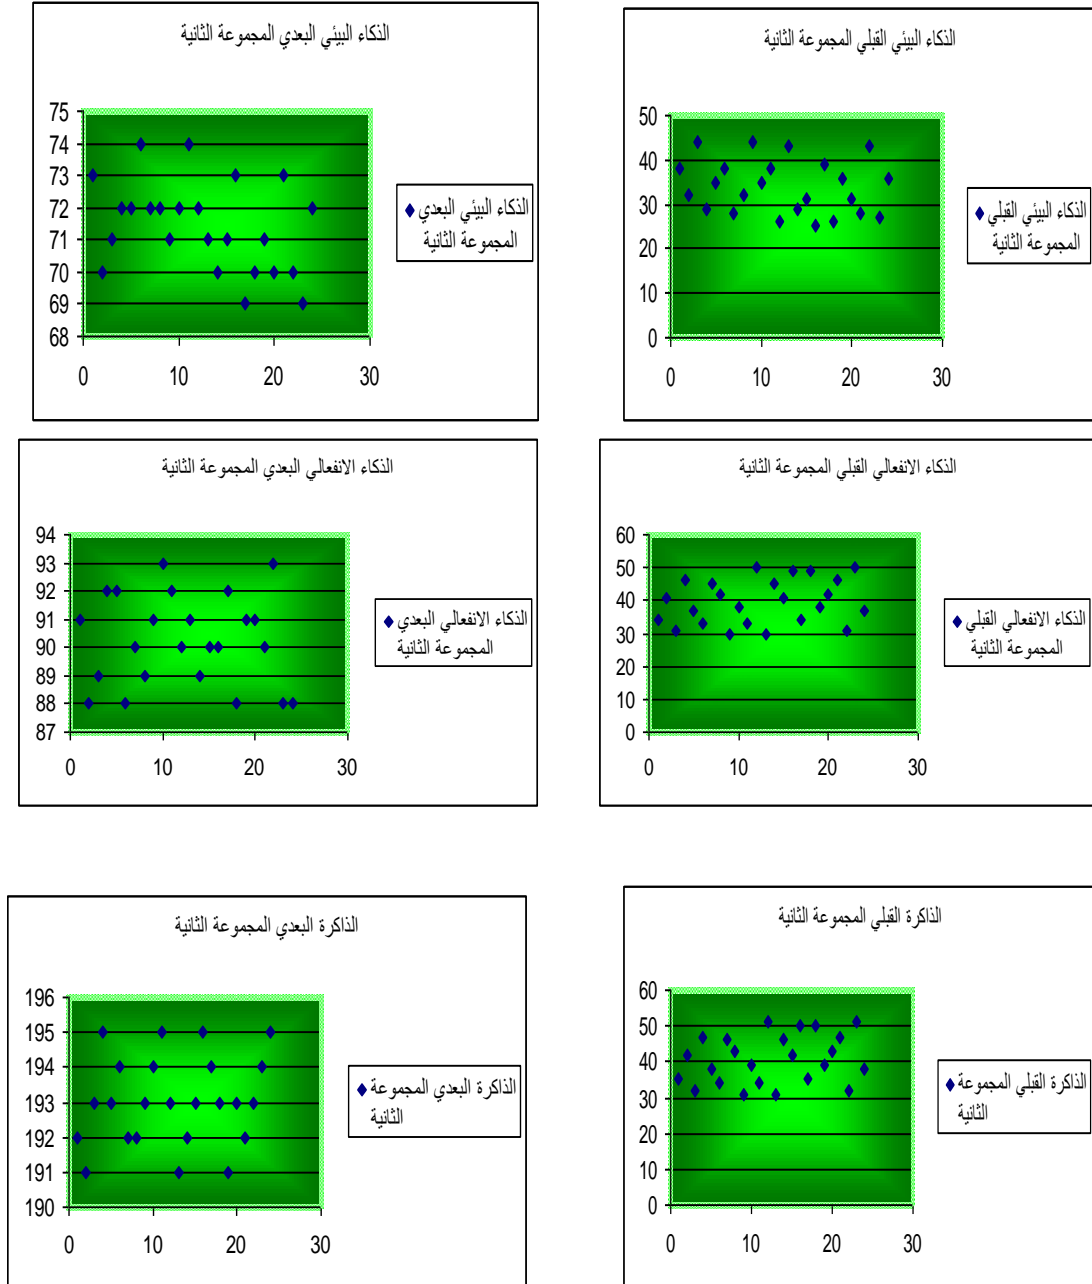 الذكاء البيئي القبلي المجموعة الثانية
50
40
30
20
10
0
0 10 20 30
الذكاء البيئي القبلي
المجموعة الثانية
الذكاء البيئي البعدي المجموعة الثانية
75
74
73
72
71
70
69
68
0 10 20 30
الذكاء البيئي البعدي
المجموعة الثانية
الذكاء الانفعالي القبلي المجموعة الثانية
60
50
40
30
20
10
0
0 10 20 30
الذكاء الانفعالي القبلي
المجموعة الثانية
الذكاء الانفعالي البعدي المجموعة الثانية
94
93
92
91
90
89
88
87
0 10 20 30
الذكاء الانفعالي البعدي
المجموعة الثانية
الذاكرة القبلي المجموعة الثانية
60
50
40
30
20
10
0
0 10 20 30
الذاكرة القبلي المجموعة
الثانية
الذاكرة البعدي المجموعة الثانية
196
195
194
193
192
191
190
0 10 20 30
الذاكرة البعدي المجموعة
الثانية